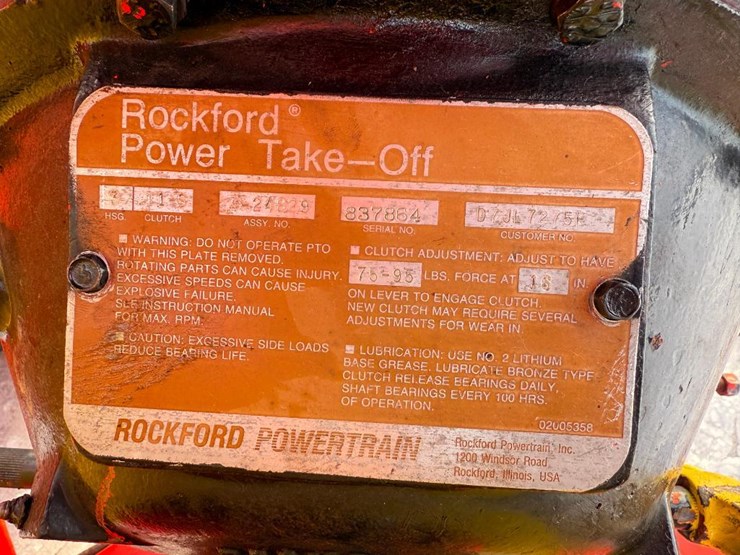 Rockford®
Power Take-Off
HSG. CLUTCH
ASSY. NO.
837864
SERIAL NO.
CUSTOMER NO.
WARNING: DO NOT OPERATE PTO
WITH THIS PLATE REMOVED.
ROTATING PARTS CAN CAUSE INJURY.
EXCESSIVE SPEEDS CAN CAUSE
EXPLOSIVE FAILURE.
SEE INSTRUCTION MANUAL
FOR MAX. RPM.
CAUTION: EXCESSIVE SIDE LOADS
REDUCE BEARING LIFE.
CLUTCH ADJUSTMENT: ADJUST TO HAVE
LBS. FORCE AT IN.
ON LEVER TO ENGAGE CLUTCH.
NEW CLUTCH MAY REQUIRE SEVERAL
ADJUSTMENTS FOR WEAR IN.
LUBRICATION: USE NO. 2 LITHIUM
BASE GREASE. LUBRICATE BRONZE TYPE
CLUTCH RELEASE BEARINGS DAILY,
SHAFT BEARINGS EVERY 100 HRS.
OF OPERATION.
02005358
ROCKFORD POWERTRAIN
Rockford Powertrain, Inc.
1200 Windsor Road
Rockford, Illinois, USA